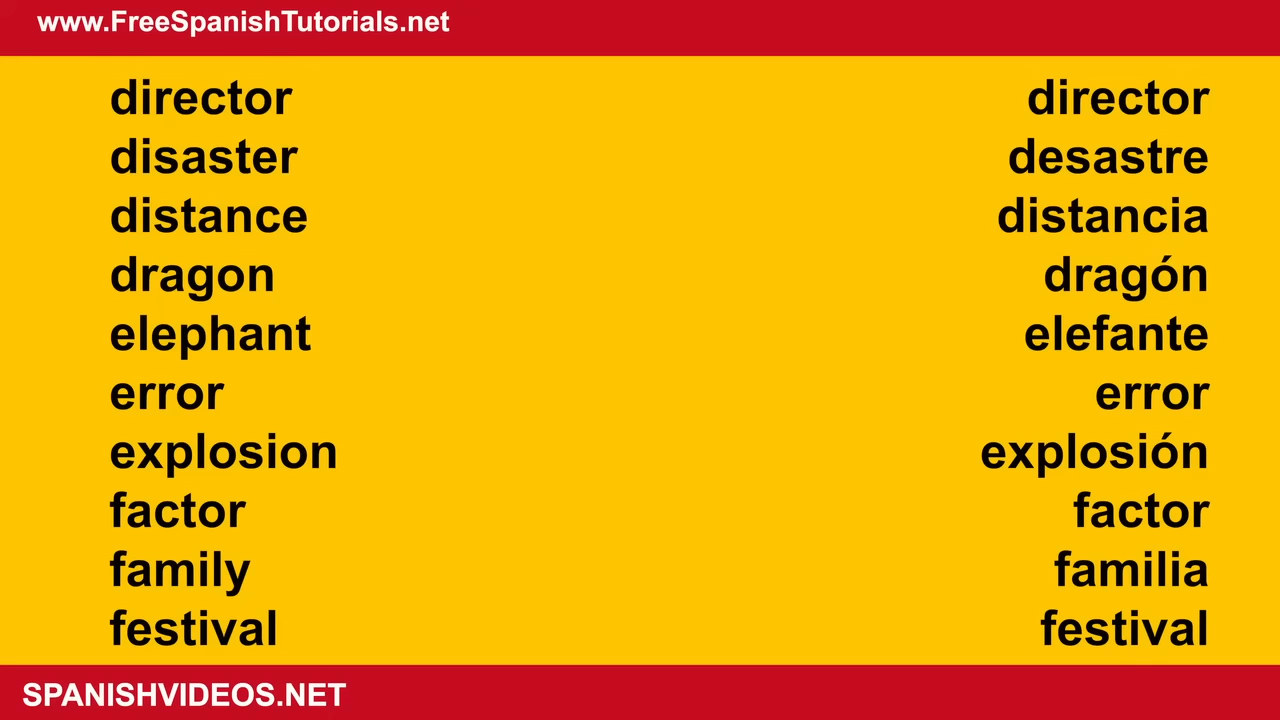 www.FreeSpanishTutorials.net
director director
disaster desastre
distance distancia
dragon dragón
elephant elefante
error error
explosion explosión
factor factor
family familia
festival festival
SPANISHVIDEOS.NET